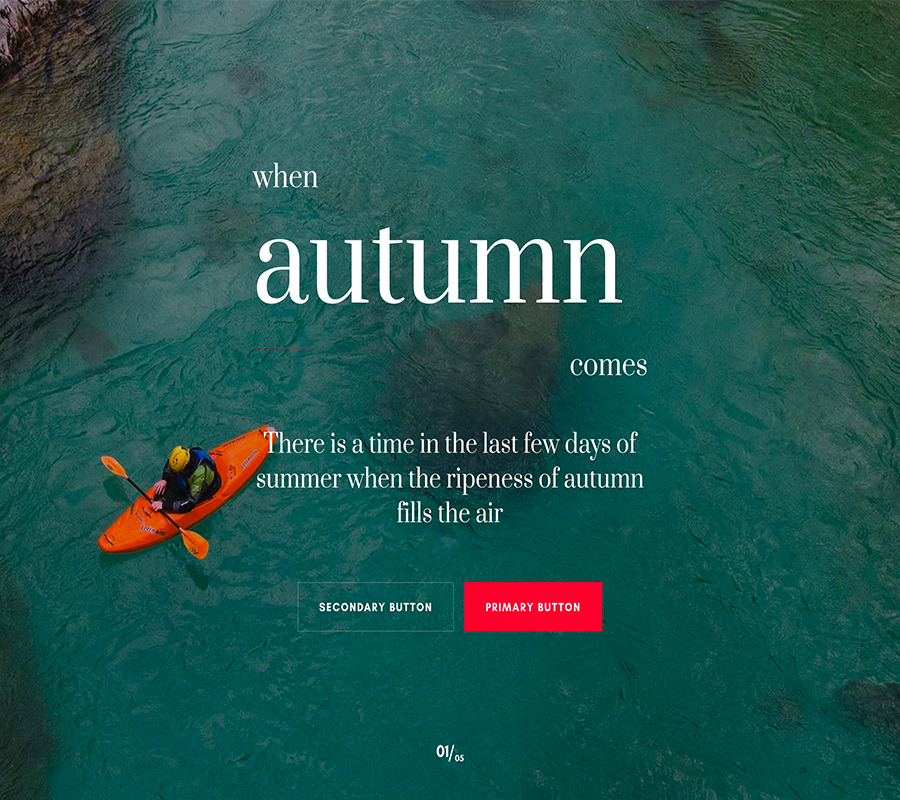 when
autumn
comes
There is a time in the last few days of
summer when the ripeness of autumn
fills the air
SECONDARY BUTTON
PRIMARY BUTTON
01/05